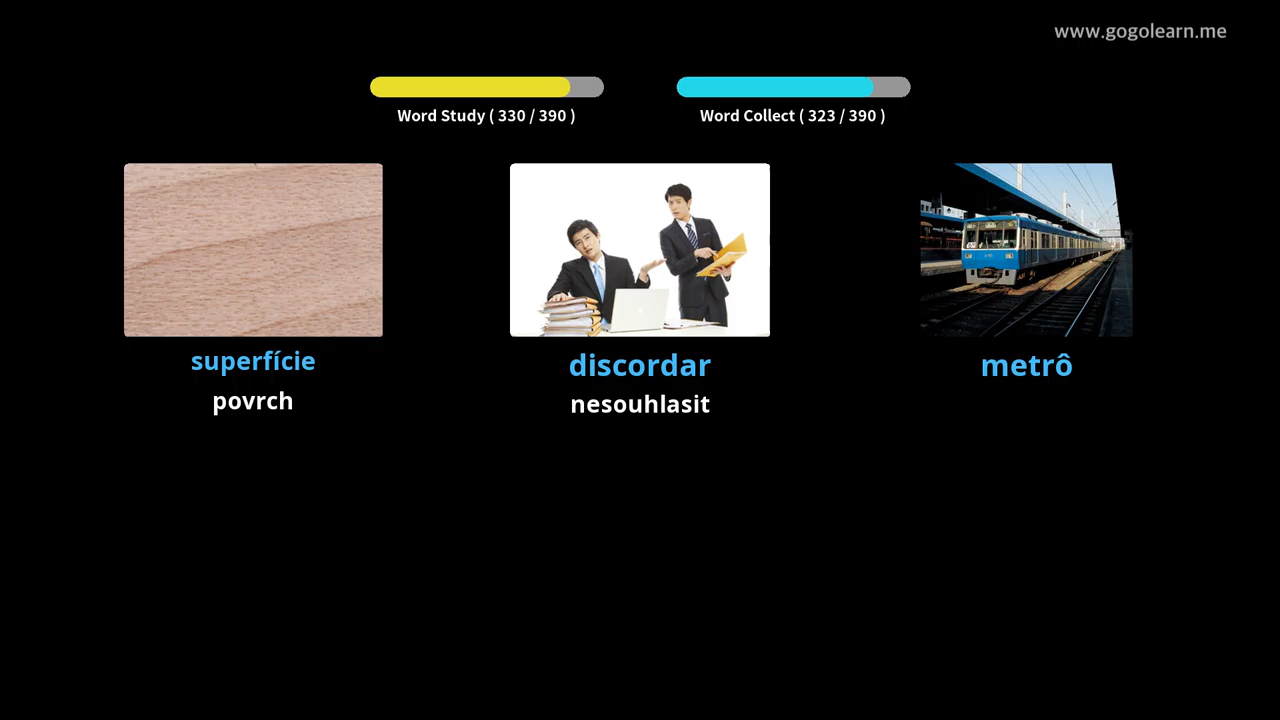 www.gogolearn.me
Word Study ( 330 / 390 )
Word Collect ( 323 / 390 )
superfície
discordar
metrô
povrch
nesouhlasit